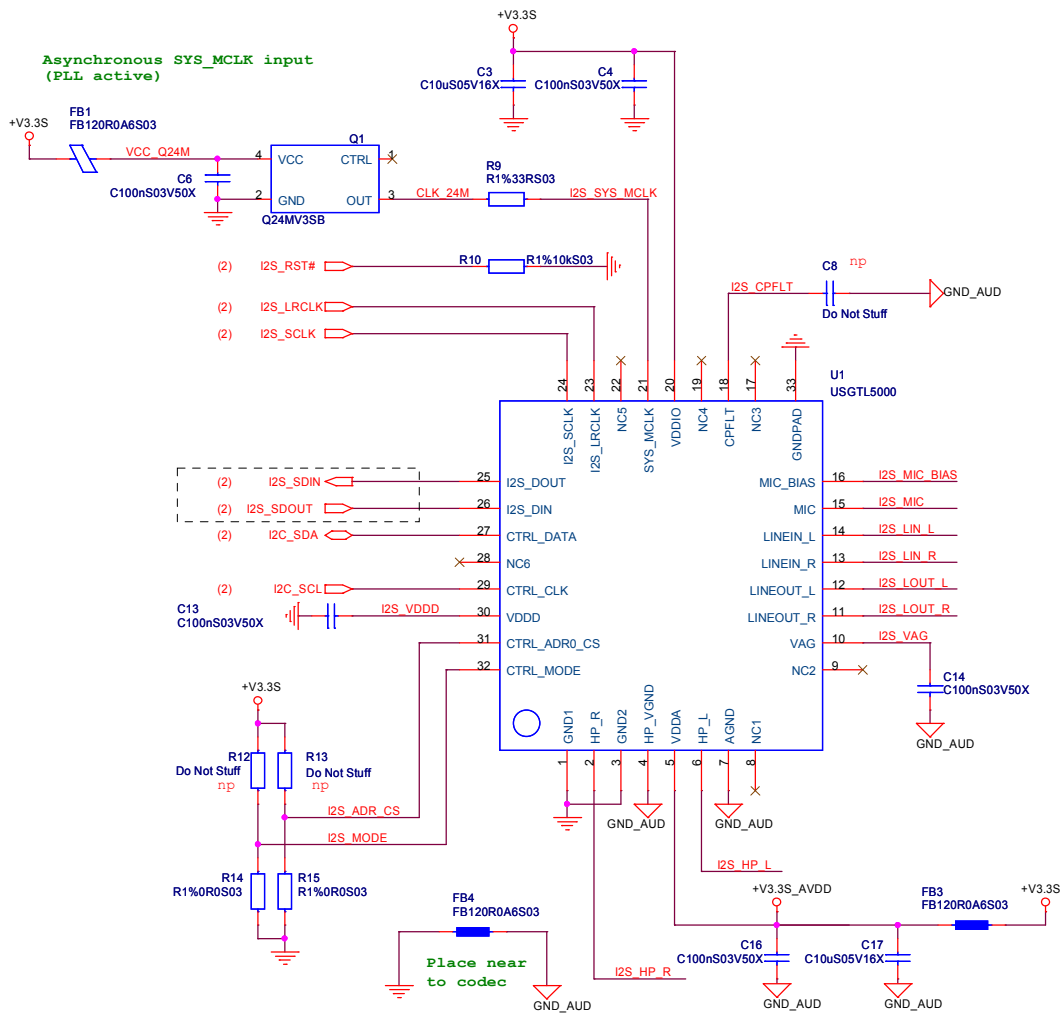 +V3.3S
Asynchronous SYS_MCLK input
(PLL active)
C3
C10uS05V16X
C4
C100nS03V50X
FB1
FB120R0A6S03
+V3.3S
VCC_Q24M
C6
C100nS03V50X
Q1
4 VCC CTRL 1
2 GND OUT 3
Q24MV3SB
CLK_24M
R9
R1%33RS03
I2S_SYS_MCLK
(2) I2S_RST#
R10 R1%10kS03
(2) I2S_LRCLK
(2) I2S_SCLK
I2S_CPFLT
C8 np
Do Not Stuff
GND_AUD
U1
USGTL5000
24 23 22 21 20 19 18 17 33
I2S_SCLK
I2S_LRCLK
NC5
SYS_MCLK
VDDIO
NC4
CPFLT
NC3
GNDPAD
(2) I2S_SDIN 25 I2S_DOUT
(2) I2S_SDOUT 26 I2S_DIN
(2) I2C_SDA 27 CTRL_DATA
28 NC6
(2) I2C_SCL 29 CTRL_CLK
C13
C100nS03V50X
I2S_VDDD 30 VDDD
31 CTRL_ADR0_CS
32 CTRL_MODE
MIC_BIAS 16 I2S_MIC_BIAS
MIC 15 I2S_MIC
LINEIN_L 14 I2S_LIN_L
LINEIN_R 13 I2S_LIN_R
LINEOUT_L 12 I2S_LOUT_L
LINEOUT_R 11 I2S_LOUT_R
VAG 10 I2S_VAG
NC2 9
C14
C100nS03V50X
GND_AUD
GND1
HP_R
GND2
HP_VGND
VDDA
HP_L
AGND
NC1
1 2 3 4 5 6 7 8
GND_AUD
GND_AUD
+V3.3S
R12
Do Not Stuff
np
R13
Do Not Stuff
np
I2S_ADR_CS
I2S_MODE
R14
R1%0R0S03
R15
R1%0R0S03
I2S_HP_L
I2S_HP_R
FB4
FB120R0A6S03
Place near
to codec
GND_AUD
+V3.3S_AVDD
FB3
FB120R0A6S03
+V3.3S
C16
C100nS03V50X
C17
C10uS05V16X
GND_AUD
GND_AUD